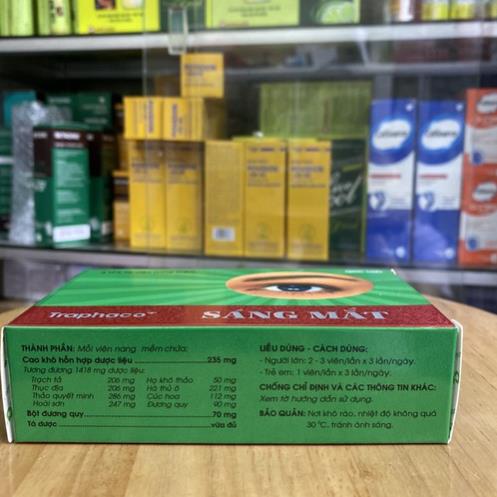 Traphaco
SÁNG MẮT
THÀNH PHẦN: Mỗi viên nang mềm chứa:
Cao khô hỗn hợp dược liệu 235 mg
Tương đương 1418 mg dược liệu:
Trạch tả 206 mg Hạ khô thảo 50 mg
Thục địa 206 mg Hà thủ ô 221 mg
Thảo quyết minh 286 mg Cúc hoa 112 mg
Hoài sơn 247 mg Đương quy 90 mg
Bột đương quy 70 mg
Tá dược vừa đủ
LIỀU DÙNG - CÁCH DÙNG:
- Người lớn: 2 - 3 viên/lần x 3 lần/ngày.
- Trẻ em: 1 viên/lần x 3 lần/ngày.
CHỐNG CHỈ ĐỊNH VÀ CÁC THÔNG TIN KHÁC:
Xem tờ hướng dẫn sử dụng.
BẢO QUẢN: Nơi khô ráo, nhiệt độ không quá
30 °C, tránh ánh sáng.